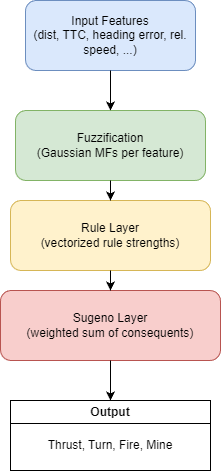 Input Features
(dist, TTC, heading error, rel.
speed, ...)
Fuzzification
(Gaussian MFs per feature)
Rule Layer
(vectorized rule strengths)
Sugeno Layer
(weighted sum of consequents)
Output
Thrust, Turn, Fire, Mine